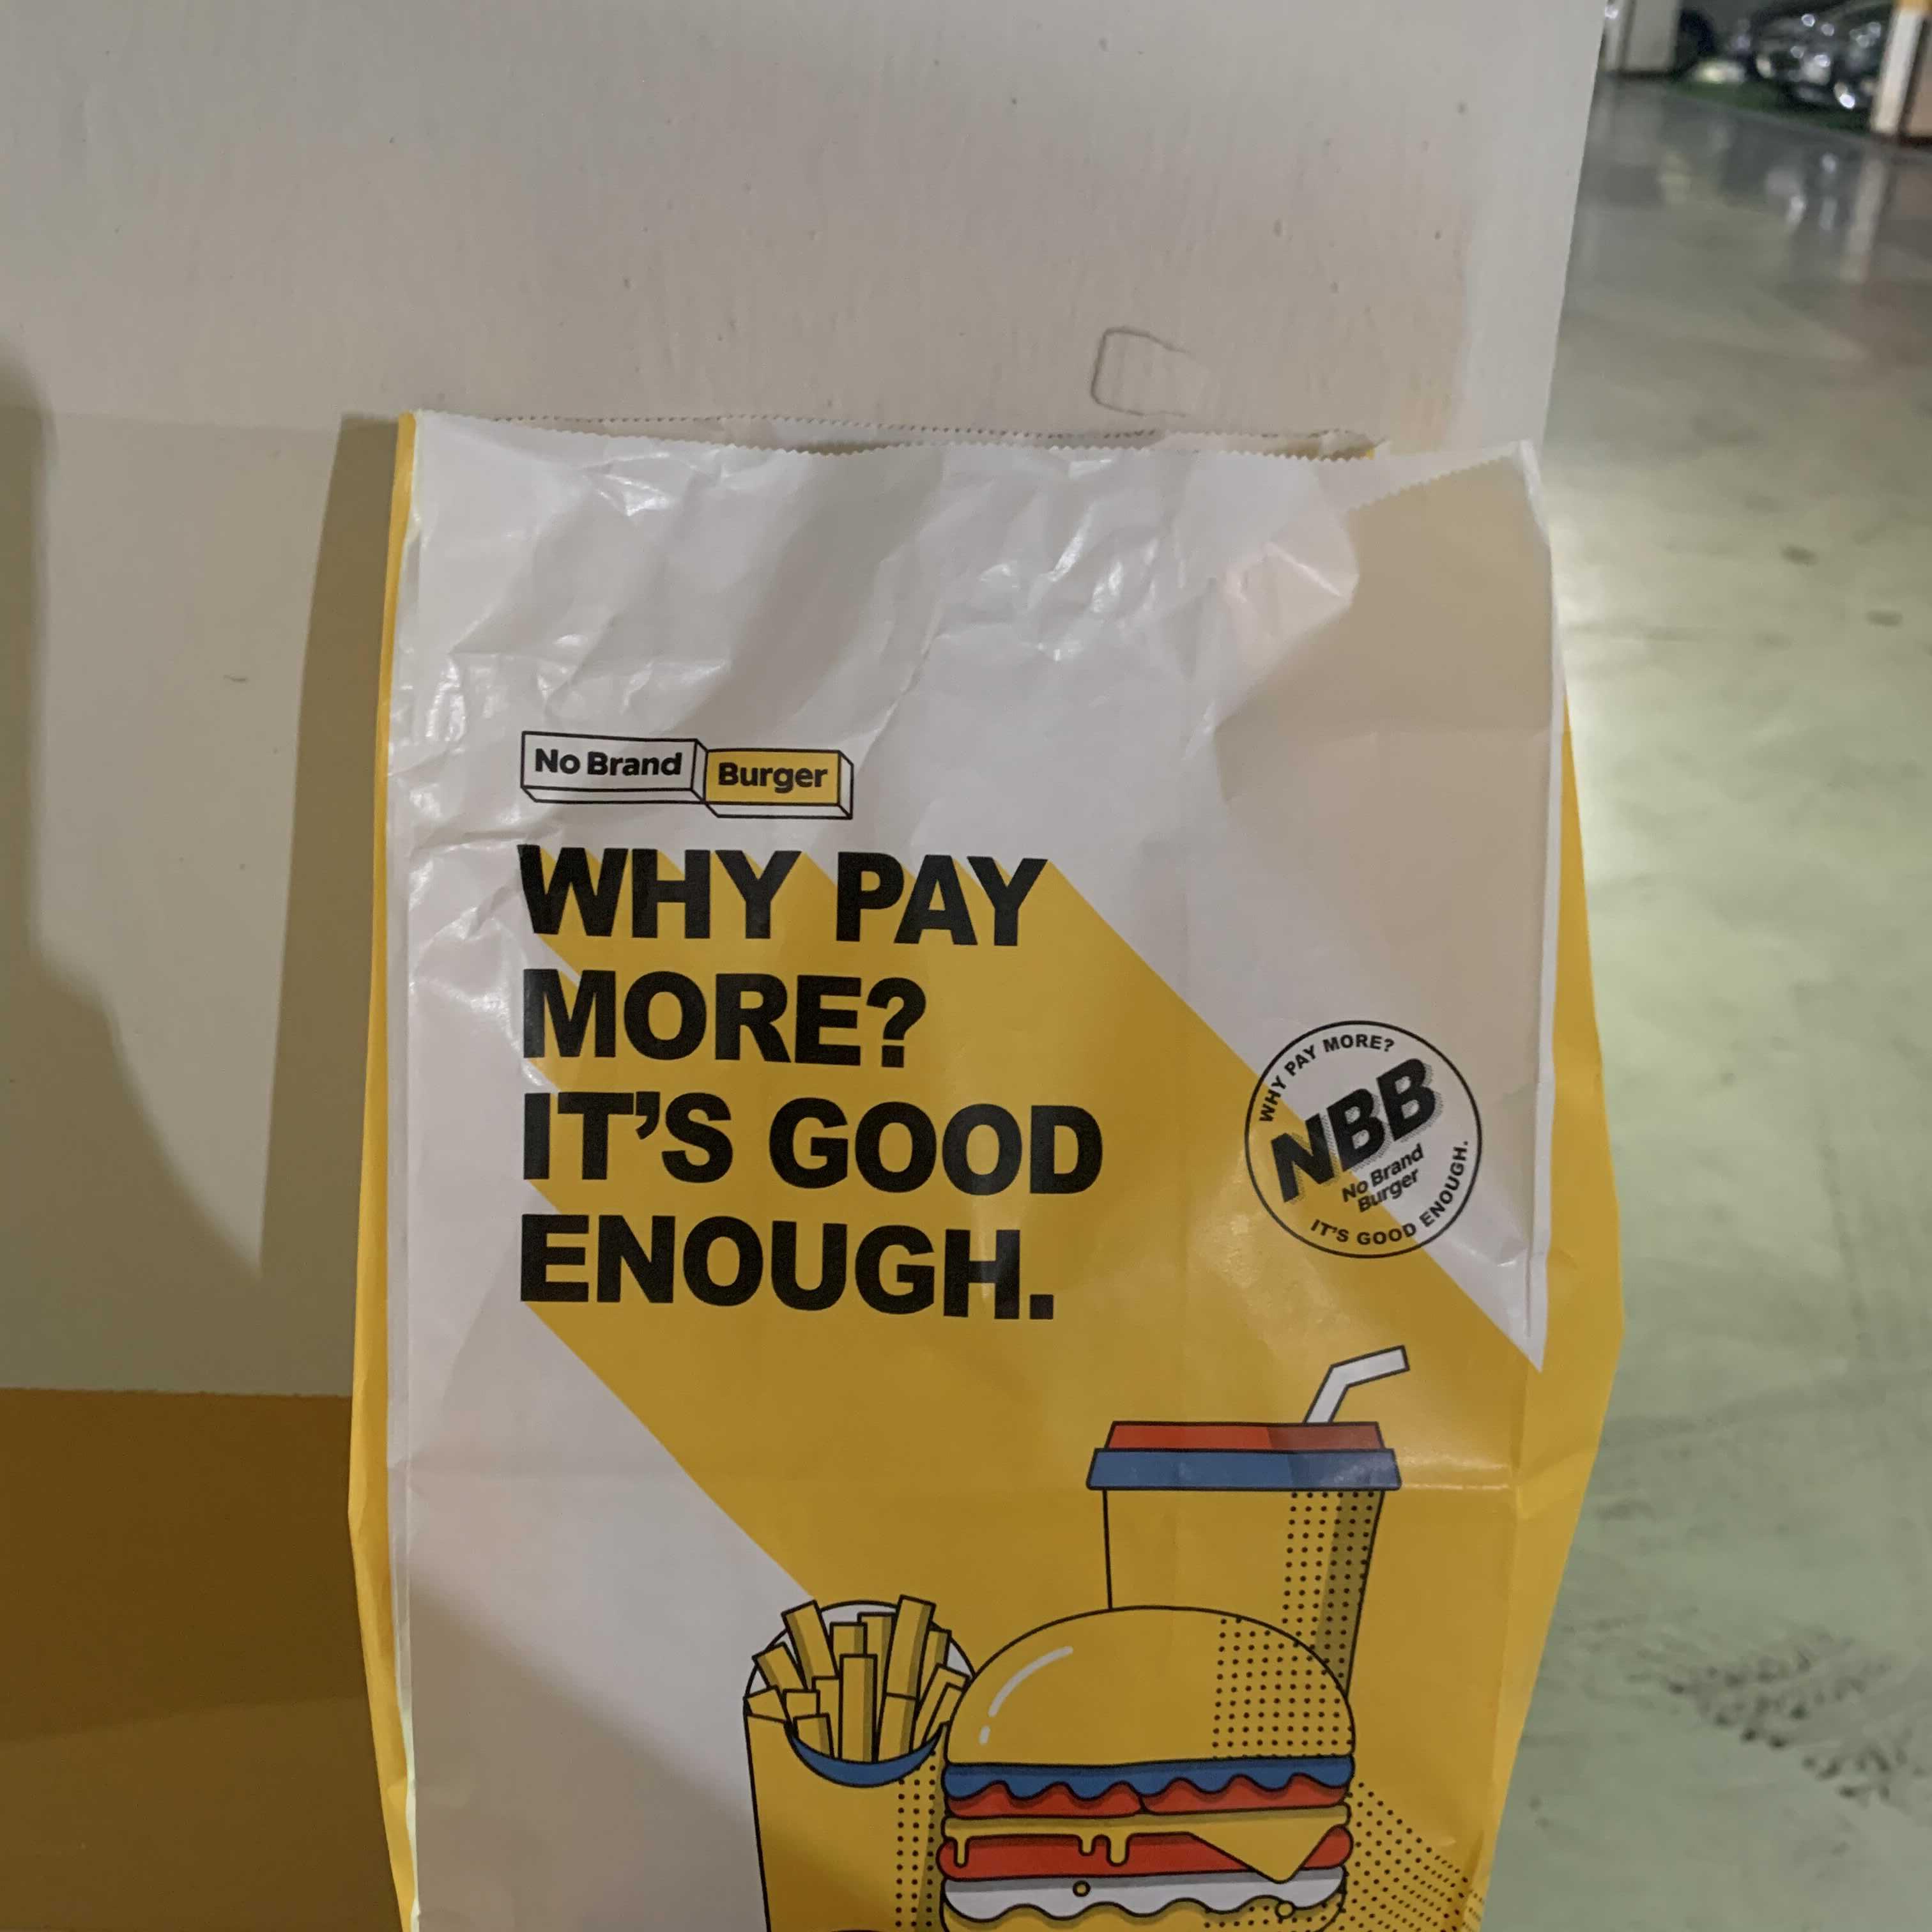 No Brand Burger
WHY PAY
MORE?
IT'S GOOD
ENOUGH.
WHY PAY MORE?
NBB
No Brand
Burger
IT'S GOOD ENOUGH.